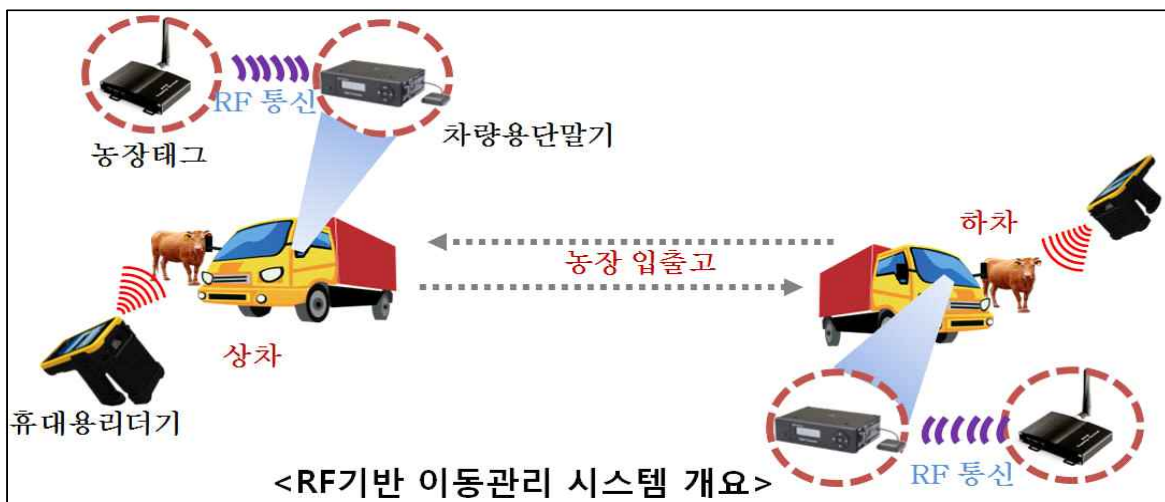 RF 통신
농장태그
차량용단말기
하차
농장 입출고
상차
휴대용리더기
RF 통신
<RF기반 이동관리 시스템 개요>